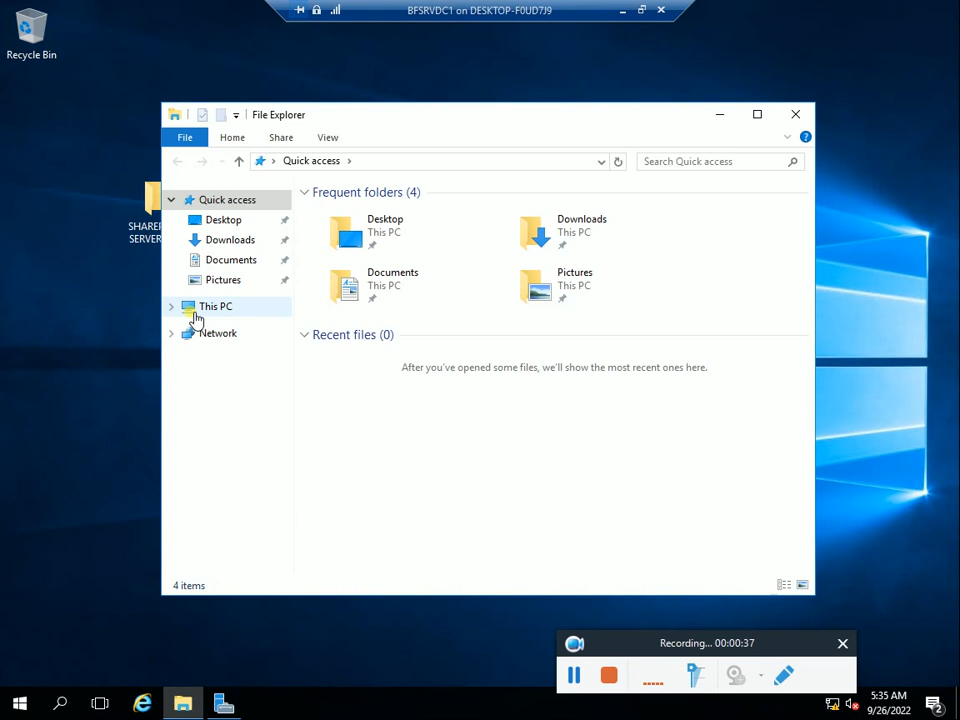 BFSRVDC1 on DESKTOP-F0UD7J9
Recycle Bin
SHARE
SERVER
File Explorer
File
Home
Share
View
Quick access
Search Quick access
Quick access
Desktop
Downloads
Documents
Pictures
This PC
Network
Frequent folders (4)
Desktop
This PC
Downloads
This PC
Documents
This PC
Pictures
This PC
Recent files (0)
After you've opened some files, we'll show the most recent ones here.
4 items
Recording... 00:00:37
5:35 AM
9/26/2022
2